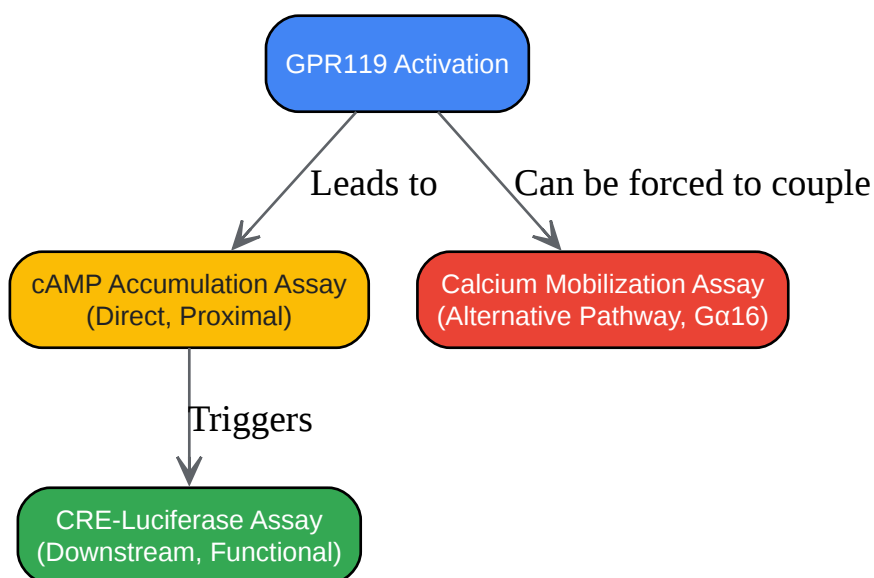 GPR119 Activation
Leads to
Can be forced to couple
cAMP Accumulation Assay
(Direct, Proximal)
Calcium Mobilization Assay
(Alternative Pathway, Gα16)
Triggers
CRE-Luciferase Assay
(Downstream, Functional)